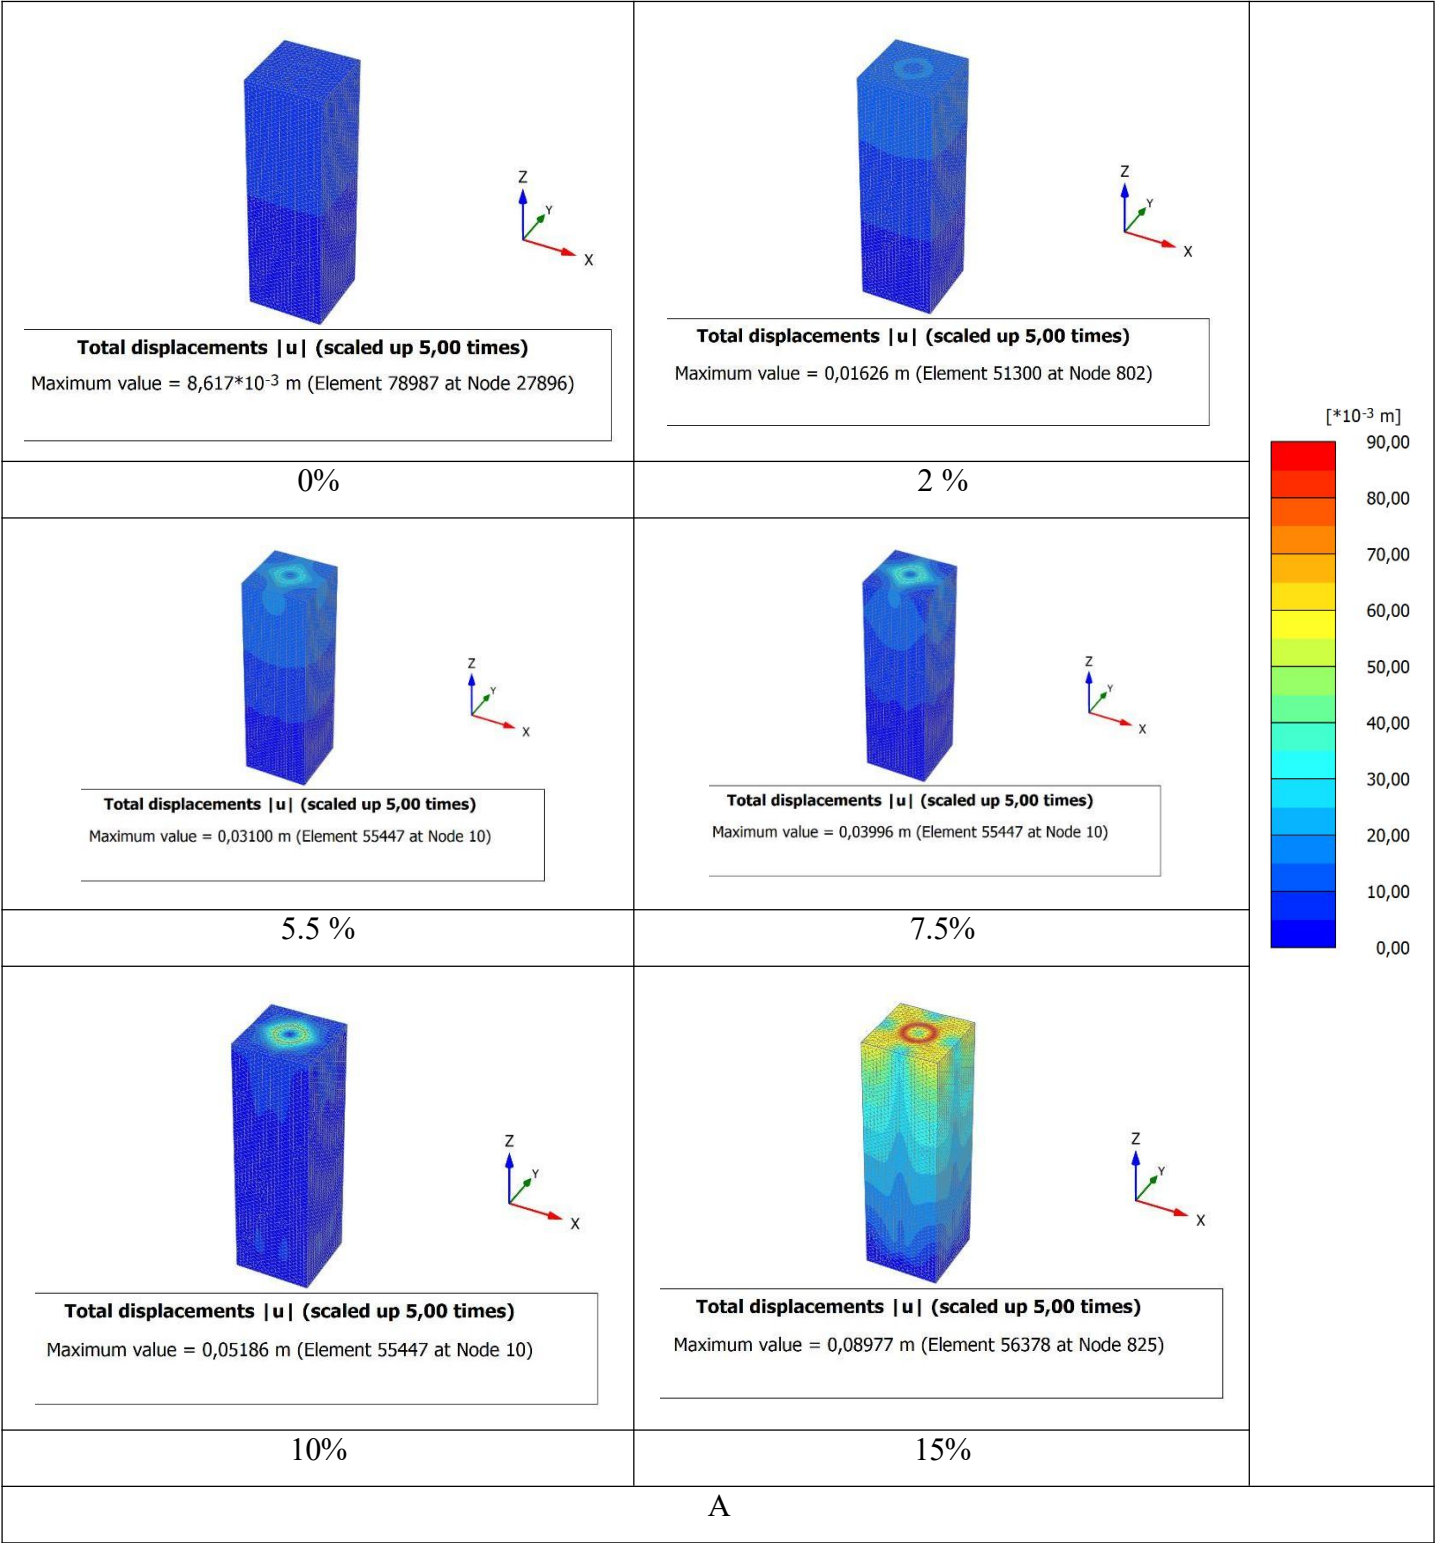 Z
Y
X
Total displacements |u| (scaled up 5,00 times)
Maximum value = 8,617*10-3 m (Element 78987 at Node 27896)
0%
Z
Y
X
Total displacements |u| (scaled up 5,00 times)
Maximum value = 0,01626 m (Element 51300 at Node 802)
2 %
Z
Y
X
Total displacements |u| (scaled up 5,00 times)
Maximum value = 0,03100 m (Element 55447 at Node 10)
5.5 %
Z
Y
X
Total displacements |u| (scaled up 5,00 times)
Maximum value = 0,03996 m (Element 55447 at Node 10)
7.5%
Z
Y
X
Total displacements |u| (scaled up 5,00 times)
Maximum value = 0,05186 m (Element 55447 at Node 10)
10%
Z
Y
X
Total displacements |u| (scaled up 5,00 times)
Maximum value = 0,08977 m (Element 56378 at Node 825)
15%
[*10-3 m]
90,00
80,00
70,00
60,00
50,00
40,00
30,00
20,00
10,00
0,00
A